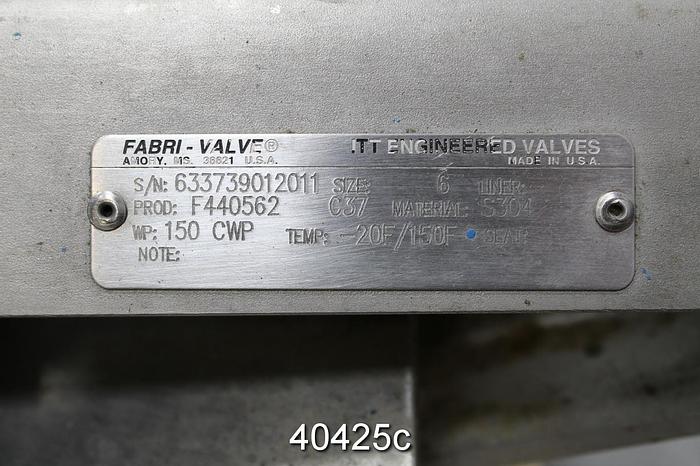 FABRI-VALVE® ITT ENGINEERED VALVES
AMORY, MS. 38821 U.S.A. MADE IN U.S.A.
S/N: 633739012011 SIZE: 6 LINER:
PROD: F440562 C37 MATERIAL: S304
WP: 150 CWP TEMP: -20F/150F SEAT:
NOTE:
40425c